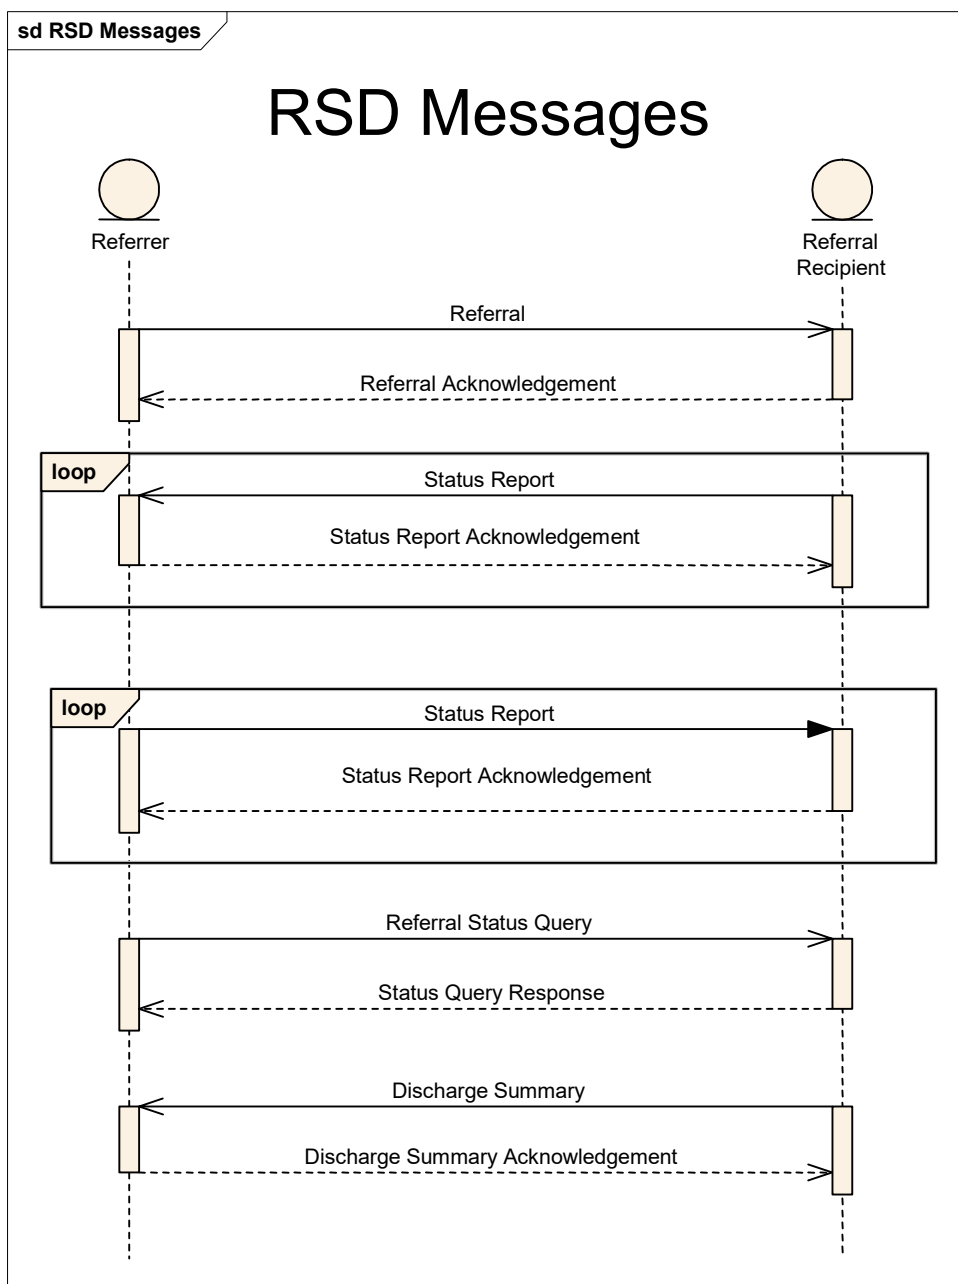 sd RSD Messages
RSD Messages
Referrer
Referral
Recipient
Referral
Referral Acknowledgement
loop
Status Report
Status Report Acknowledgement
loop
Status Report
Status Report Acknowledgement
Referral Status Query
Status Query Response
Discharge Summary
Discharge Summary Acknowledgement